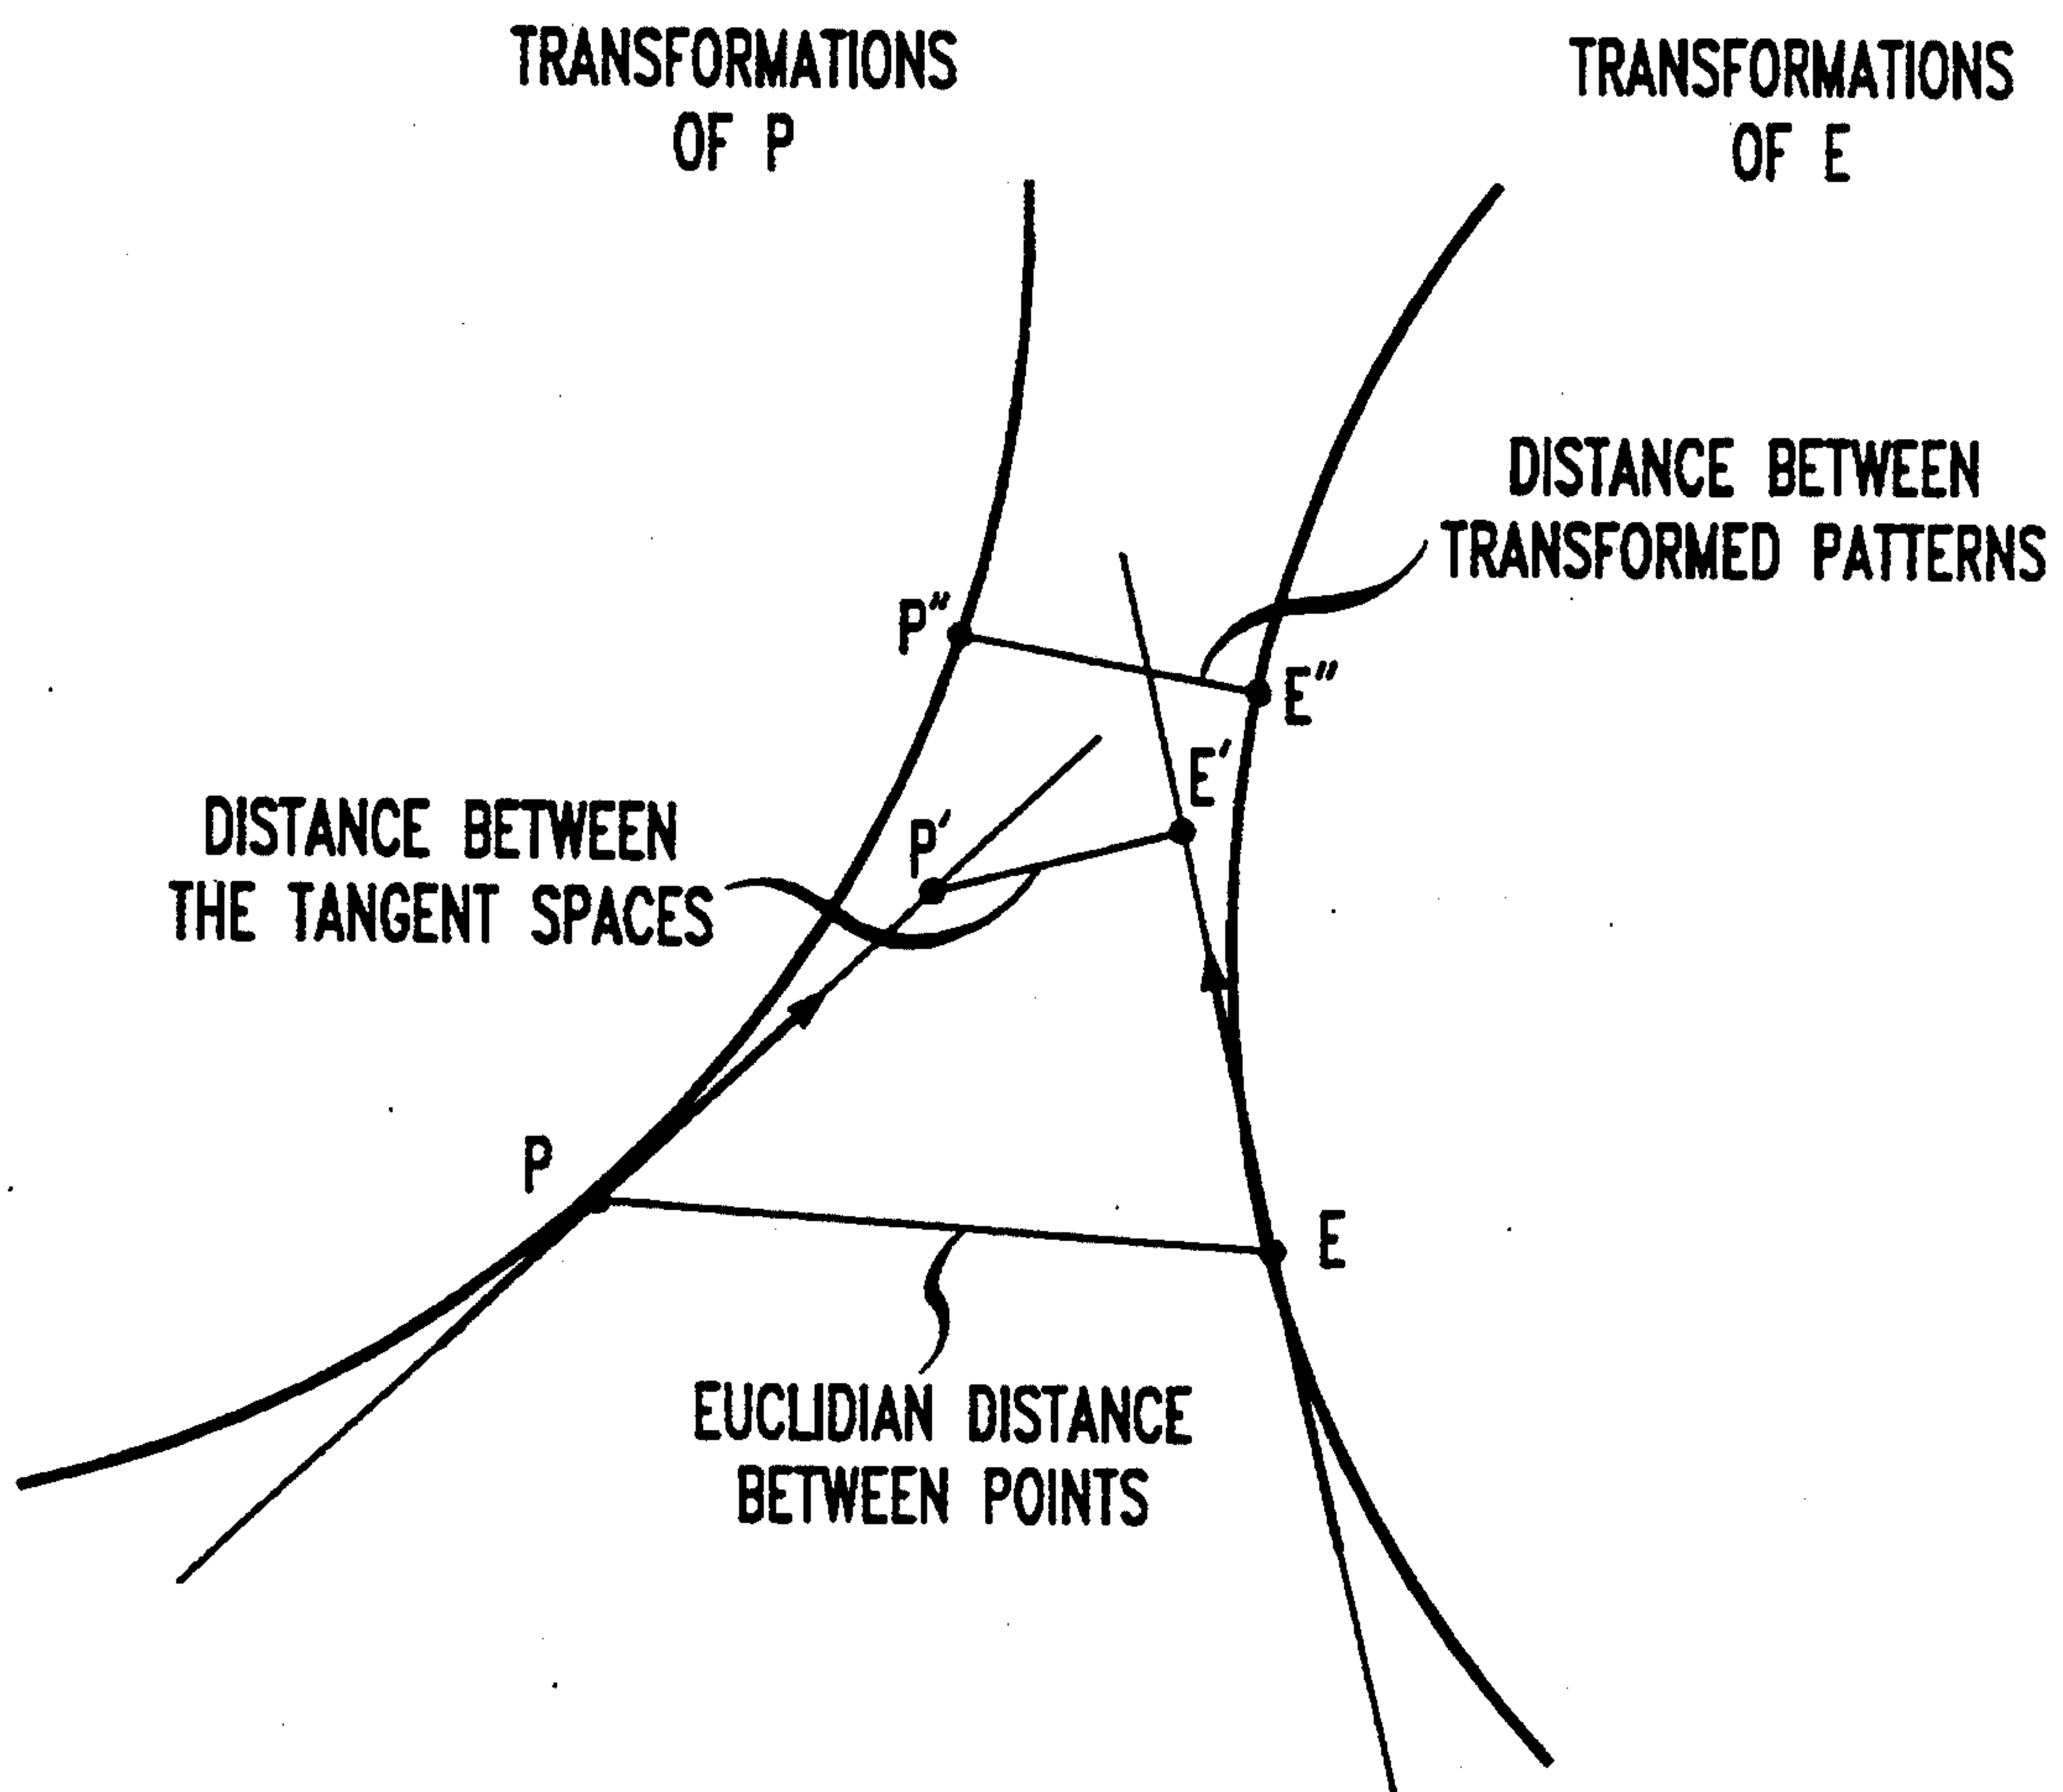 TRANSFORMATIONS
OF P
TRANSFORMATIONS
OF E
DISTANCE BETWEEN
TRANSFORMED PATTERNS
P″
E″
E′
P′
DISTANCE BETWEEN
THE TANGENT SPACES
P
E
EUCLIDIAN DISTANCE
BETWEEN POINTS